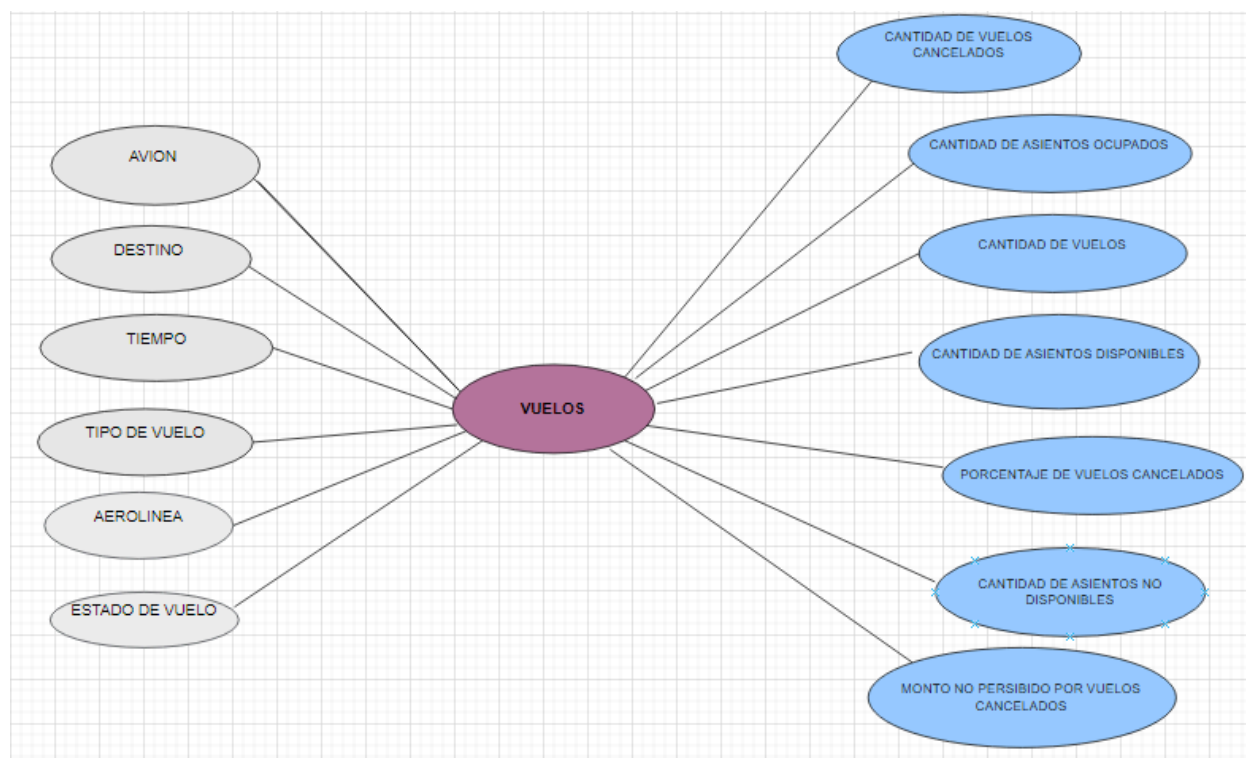 AVION
DESTINO
TIEMPO
TIPO DE VUELO
AEROLINEA
ESTADO DE VUELO
VUELOS
CANTIDAD DE VUELOS
CANCELADOS
CANTIDAD DE ASIENTOS OCUPADOS
CANTIDAD DE VUELOS
CANTIDAD DE ASIENTOS DISPONIBLES
PORCENTAJE DE VUELOS CANCELADOS
CANTIDAD DE ASIENTOS NO
DISPONIBLES
MONTO NO PERSIBIDO POR VUELOS
CANCELADOS